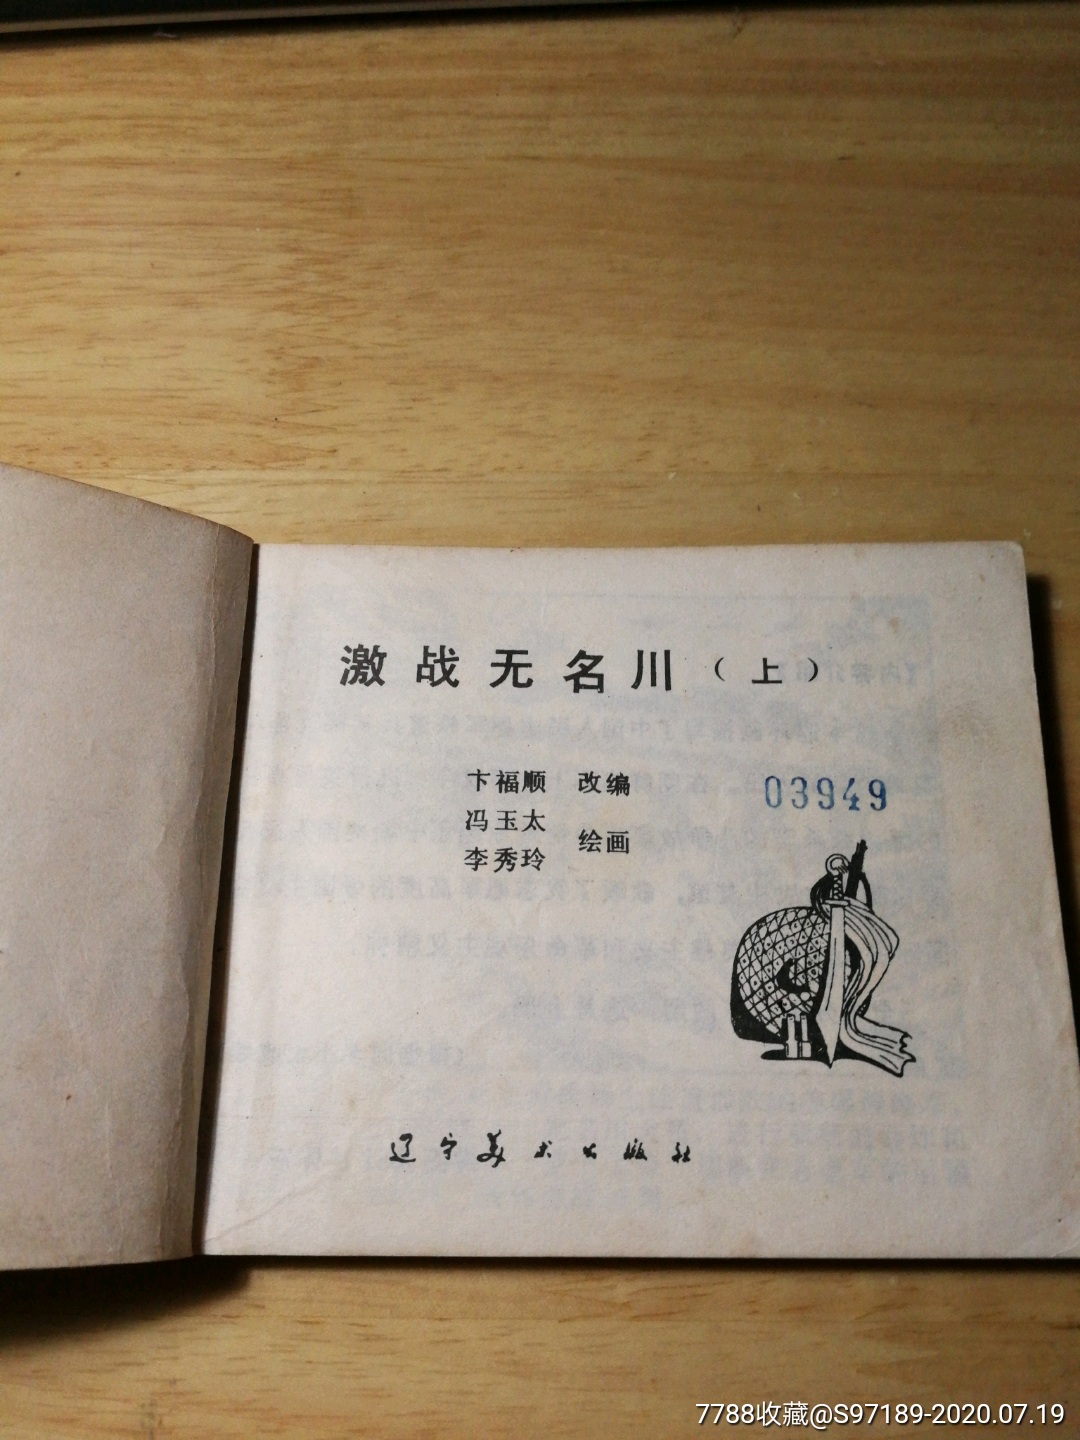 激战无名川（上）
卞福顺 改编
冯玉太
李秀玲 绘画
03949
辽宁美术出版社
7788收藏@S97189-2020.07.19